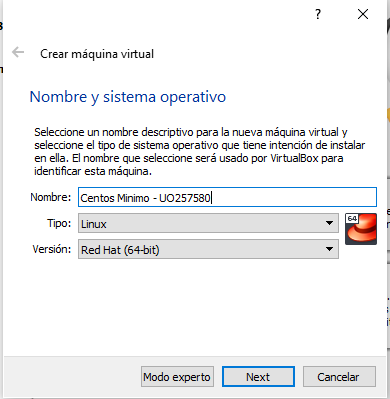 ?
Crear máquina virtual
Nombre y sistema operativo
Seleccione un nombre descriptivo para la nueva máquina virtual y
seleccione el tipo de sistema operativo que tiene intención de instalar
en ella. El nombre que seleccione será usado por VirtualBox para
identificar esta máquina.
Nombre: Centos Minimo - UO257580
Tipo: Linux
64
Versión: Red Hat (64-bit)
Modo experto Next Cancelar